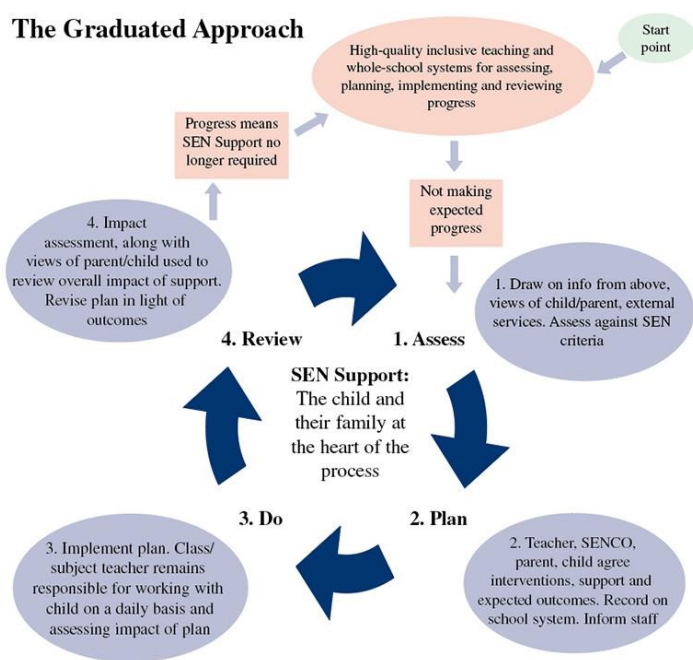 The Graduated Approach
Start
point
High-quality inclusive teaching and
whole-school systems for assessing,
planning, implementing and reviewing
progress
Progress means
SEN Support no
longer required
Not making
expected
progress
4. Impact
assessment, along with
views of parent/child used to
review overall impact of support.
Revise plan in light of
outcomes
1. Draw on info from above,
views of child/parent, external
services. Assess against SEN
criteria
4. Review
1. Assess
SEN Support:
The child and
their family at
the heart of the
process
3. Do
2. Plan
3. Implement plan. Class/
subject teacher remains
responsible for working with
child on a daily basis and
assessing impact of plan
2. Teacher, SENCO,
parent, child agree
interventions, support and
expected outcomes. Record on
school system. Inform staff